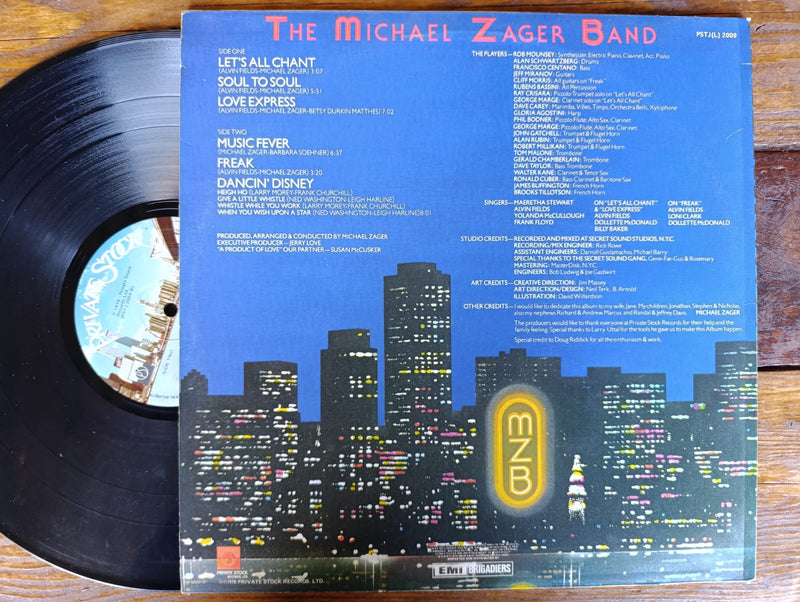 THE MICHAEL ZAGER BAND
PSTJ(L) 2009
SIDE ONE
LET'S ALL CHANT
(ALVIN FIELDS-MICHAEL ZAGER) 3:07
SOUL TO SOUL
(ALVIN FIELDS-MICHAEL ZAGER) 5:51
LOVE EXPRESS
(ALVIN FIELDS-MICHAEL ZAGER-BETSY DURKIN MATTHES) 7:02
SIDE TWO
MUSIC FEVER
(MICHAEL ZAGER-BARBARA SOEHNER) 6:37
FREAK
(ALVIN FIELDS-MICHAEL ZAGER) 3:20
DANCIN' DISNEY
HEIGH HO (LARRY MOREY-FRANK CHURCHILL)
GIVE A LITTLE WHISTLE (NED WASHINGTON-LEIGH HARLINE)
WHISTLE WHILE YOU WORK (LARRY MOREY-FRANK CHURCHILL)
WHEN YOU WISH UPON A STAR (NED WASHINGTON-LEIGH HARLINE) 8:01
PRODUCED, ARRANGED & CONDUCTED BY MICHAEL ZAGER
EXECUTIVE PRODUCER—JERRY LOVE
"A PRODUCT OF LOVE" OUR PARTNER—SUSAN McCUSKER
THE PLAYERS—ROB MOUNSEY: Synthesizer, Electric Piano, Clavinet, Acc. Piano
ALAN SCHWARTZBERG: Drums
FRANCISCO CENTANO: Bass
JEFF MIRANOV: Guitars
CLIFF MORRIS: All guitars on "Freak"
RUBENS BASSINI: All Percussion
RAY CRISARA: Piccolo Trumpet solo on "Let's All Chant"
GEORGE MARGE: Clarinet solo on "Let's All Chant"
DAVE CAREY: Marimba, Vibes, Timps, Orchestra Bells, Xylophone
GLORIA AGOSTINI: Harp
PHIL BODNER: Piccolo Flute, Alto Sax, Clarinet
GEORGE MARGE: Piccolo Flute, Alto Sax, Clarinet
JOHN GATCHELL: Trumpet & Flugel Horn
ROBERT MILLIKAN: Trumpet & Flugel Horn
TOM MALONE: Trombone
GERALD CHAMBERLAIN: Trombone
DAVE TAYLOR: Bass Trombone
WALTER KANE: Clarinet & Tenor Sax
RONALD CUBER: Bass Clarinet & Baritone Sax
JAMES BUFFINGTON: French Horn
BROOKS TILLOTSON: French Horn
SINGERS—MAERETHA STEWART
ALVIN FIELDS
YOLANDA McCULLOUGH
FRANK FLOYD
ON "LET'S ALL CHANT"
& "LOVE EXPRESS"
ALVIN FIELDS
DOLLETTE McDONALD
BILLY BAKER
ON "FREAK"
ALVIN FIELDS
LONI CLARK
DOLLETTE McDONALD
STUDIO CREDITS—RECORDED AND MIXED AT SECRET SOUND STUDIOS, N.Y.C.
RECORDING/MIX ENGINEER: Rick Rowe
ASSISTANT ENGINEERS: Darroll Gustamachio, Michael Barry
SPECIAL THANKS TO THE SECRET SOUND GANG: Gene-Fae-Gus & Rosemary
MASTERING: MasterDisk, N.Y.C.
ENGINEERS: Bob Ludwig & Joe Gastwirt
ART CREDITS—CREATIVE DIRECTION: Jim Massey
ART DIRECTION/DESIGN: Neil Terk, B. Arnold
ILLUSTRATION: David Willardson
OTHER CREDITS—I would like to dedicate this album to my wife, Jane. My children, Jonathan, Stephen & Nicholas,
also my nephews Richard & Andrew Marcus and Randal & Jeffrey Davis. MICHAEL ZAGER
The producers would like to thank everyone at Private Stock Records for their help and the
family feeling. Special thanks to Larry Uttal for the tools he gave us to make this Album happen.
Special credit to Doug Riddick for all the enthusiasm & work.
MZB
PRIVATE STOCK
RECORDS LTD.
©1978 PRIVATE STOCK RECORDS, LTD.
EMI BRIGADIERS